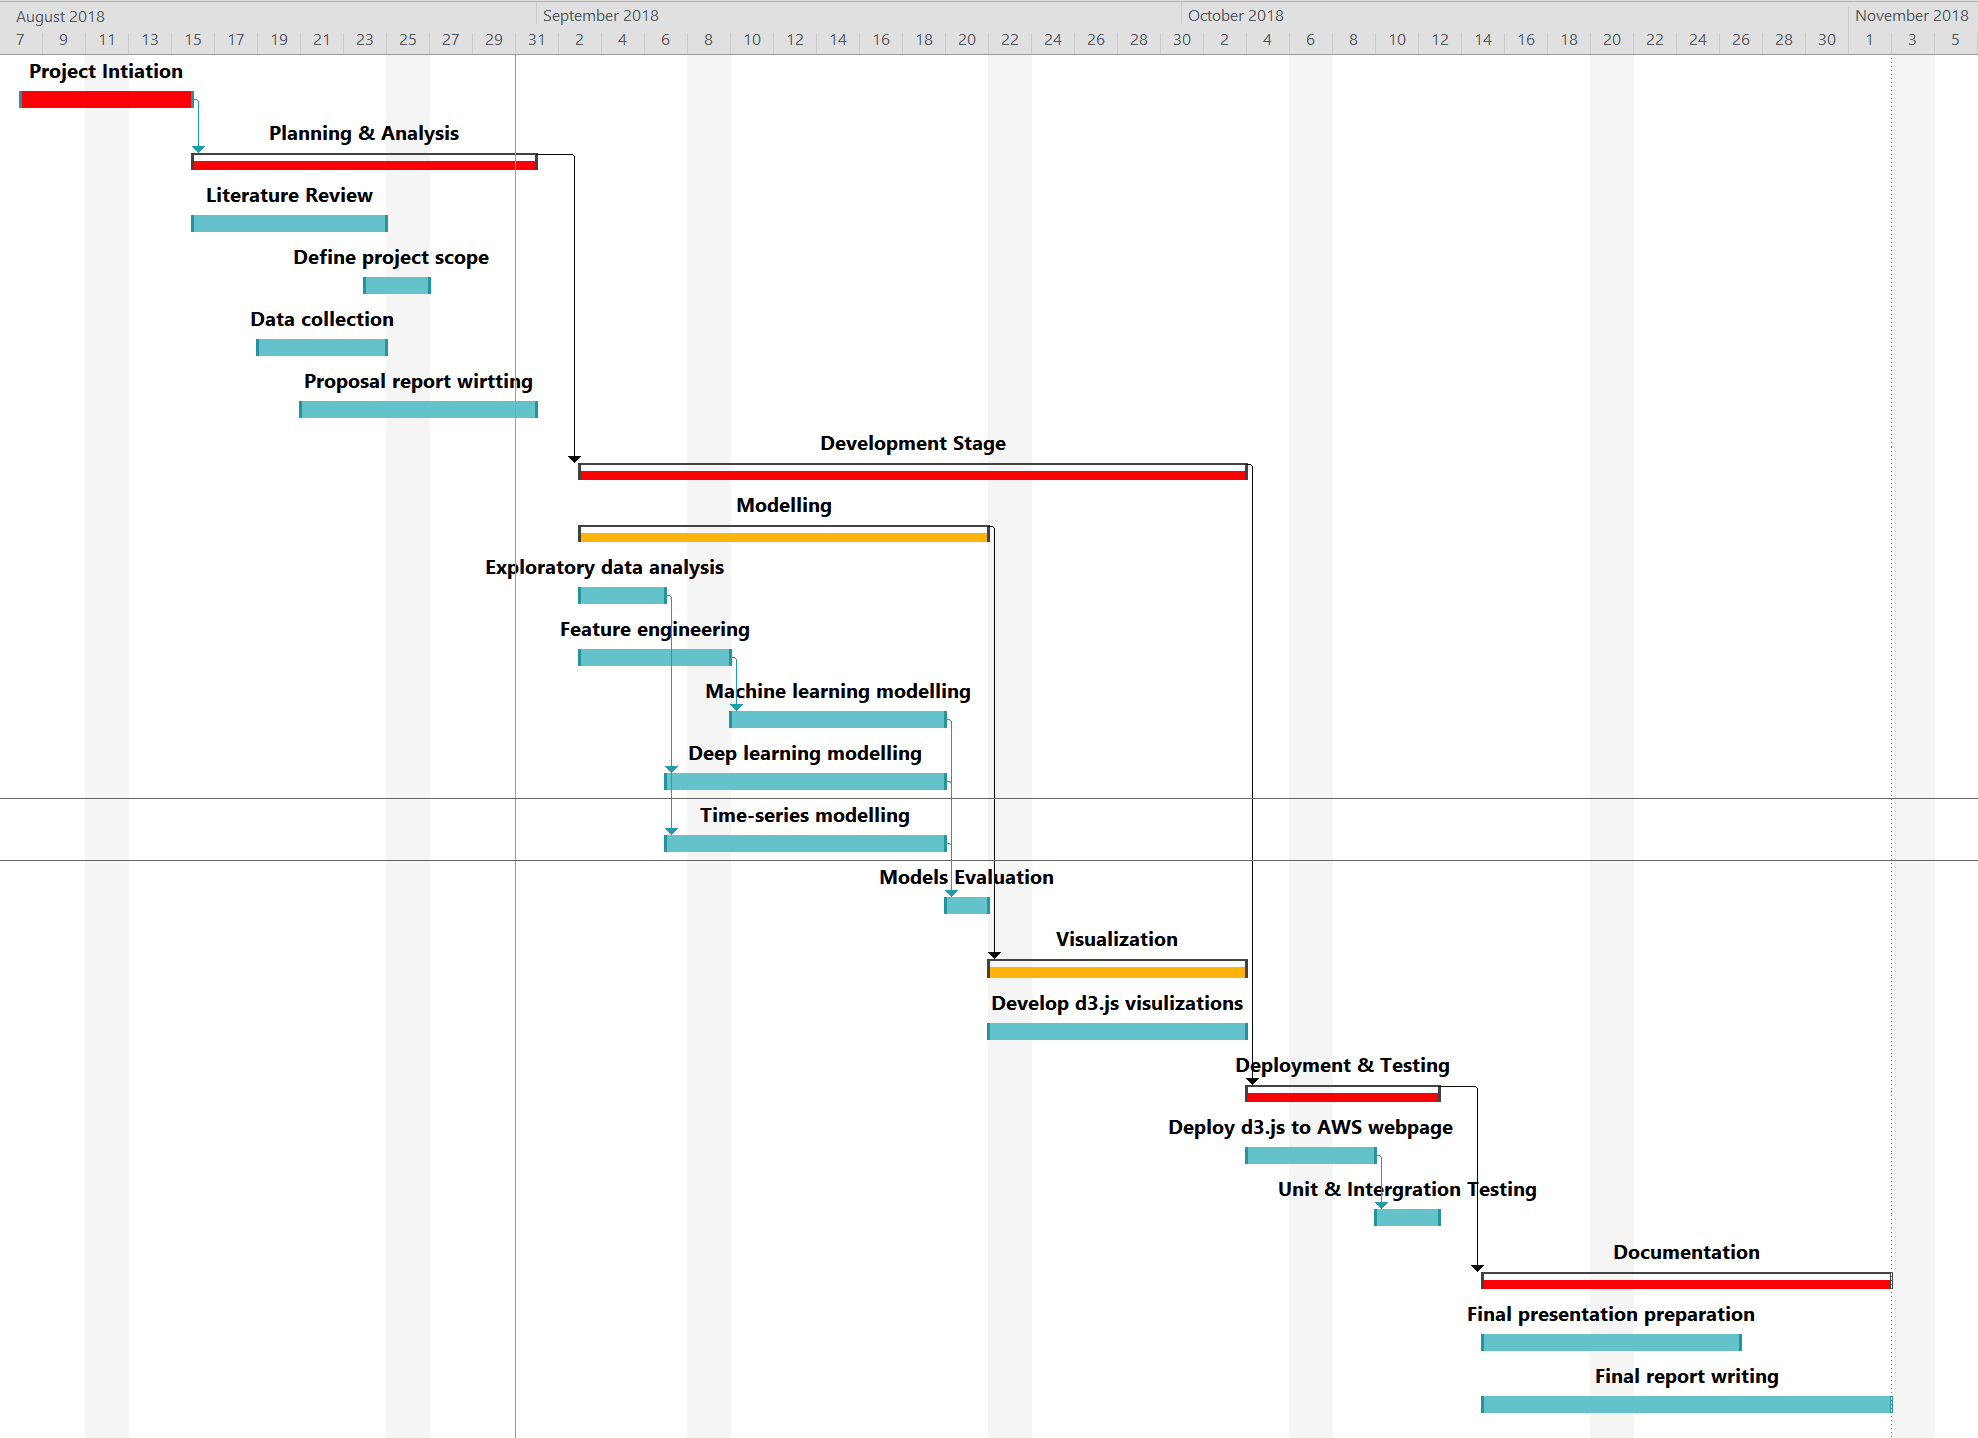 August 2018 September 2018 October 2018 November 2018
7 9 11 13 15 17 19 21 23 25 27 29 31 2 4 6 8 10 12 14 16 18 20 22 24 26 28 30 2 4 6 8 10 12 14 16 18 20 22 24 26 28 30 1 3 5
Project Intiation
Planning & Analysis
Literature Review
Define project scope
Data collection
Proposal report wirtting
Development Stage
Modelling
Exploratory data analysis
Feature engineering
Machine learning modelling
Deep learning modelling
Time-series modelling
Models Evaluation
Visualization
Develop d3.js visulizations
Deployment & Testing
Deploy d3.js to AWS webpage
Unit & Intergration Testing
Documentation
Final presentation preparation
Final report writing